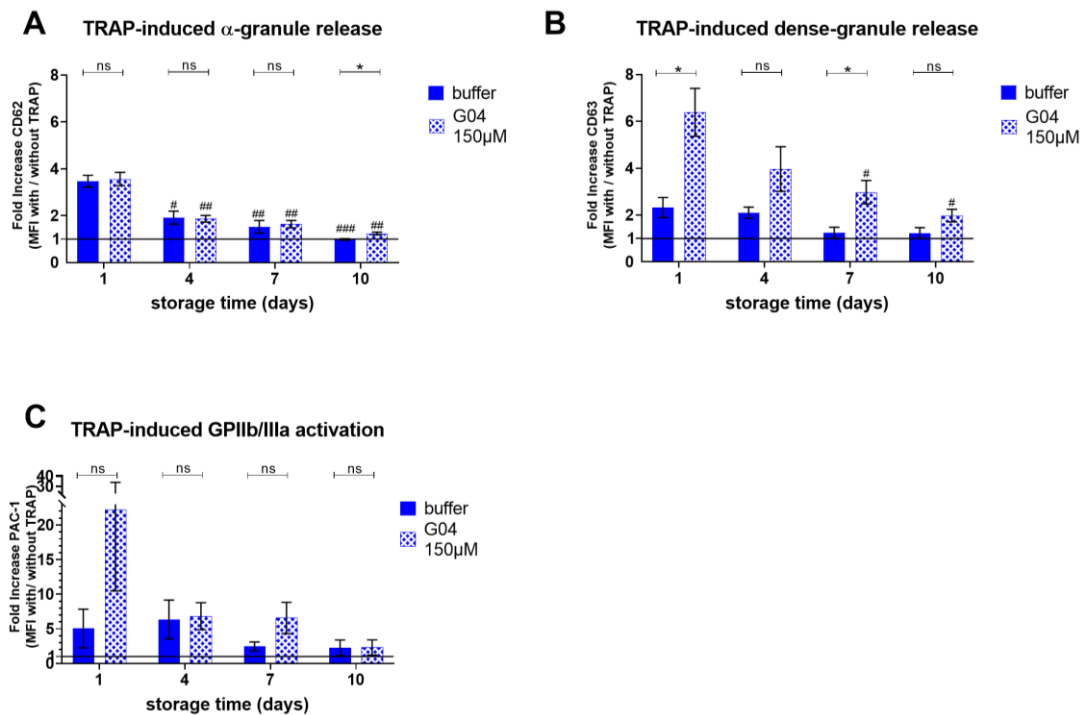 A
TRAP-induced α-granule release
Fold Increase CD62
(MFI with / without TRAP)
8
6
4
2
1
0
ns
ns
ns
*
#
##
##
##
###
##
1
4
7
10
storage time (days)
buffer
G04
150µM
B
TRAP-induced dense-granule release
Fold Increase CD63
(MFI with / without TRAP)
8
6
4
2
1
0
*
ns
*
ns
#
#
1
4
7
10
storage time (days)
buffer
G04
150µM
C
TRAP-induced GPIIb/IIIa activation
Fold Increase PAC-1
(MFI with/ without TRAP)
40
30
20
15
10
5
1
0
ns
ns
ns
ns
1
4
7
10
storage time (days)
buffer
G04
150µM